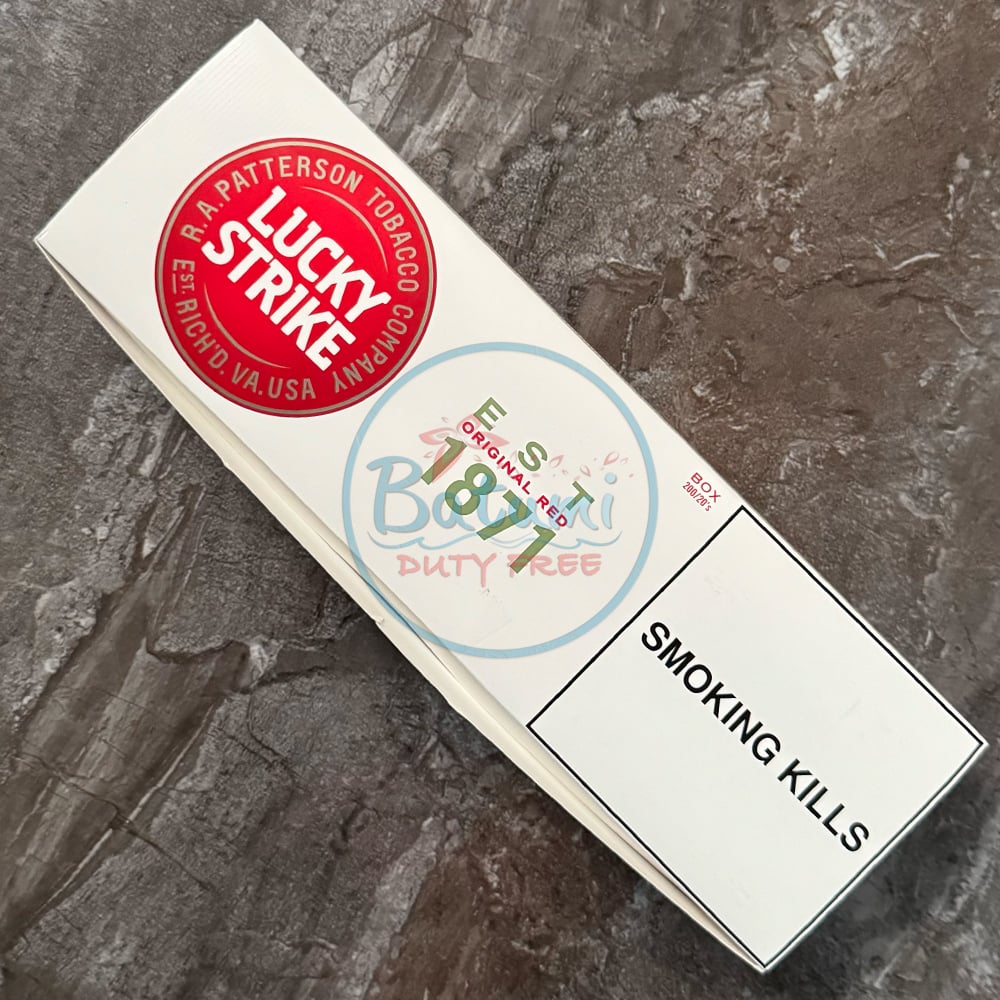 R.A. PATTERSON TOBACCO COMPANY
LUCKY
STRIKE
EST. RICH'D. VA. USA
EST
ORIGINAL RED
1871
Batumi
DUTY FREE
BOX
200/20's
SMOKING KILLS